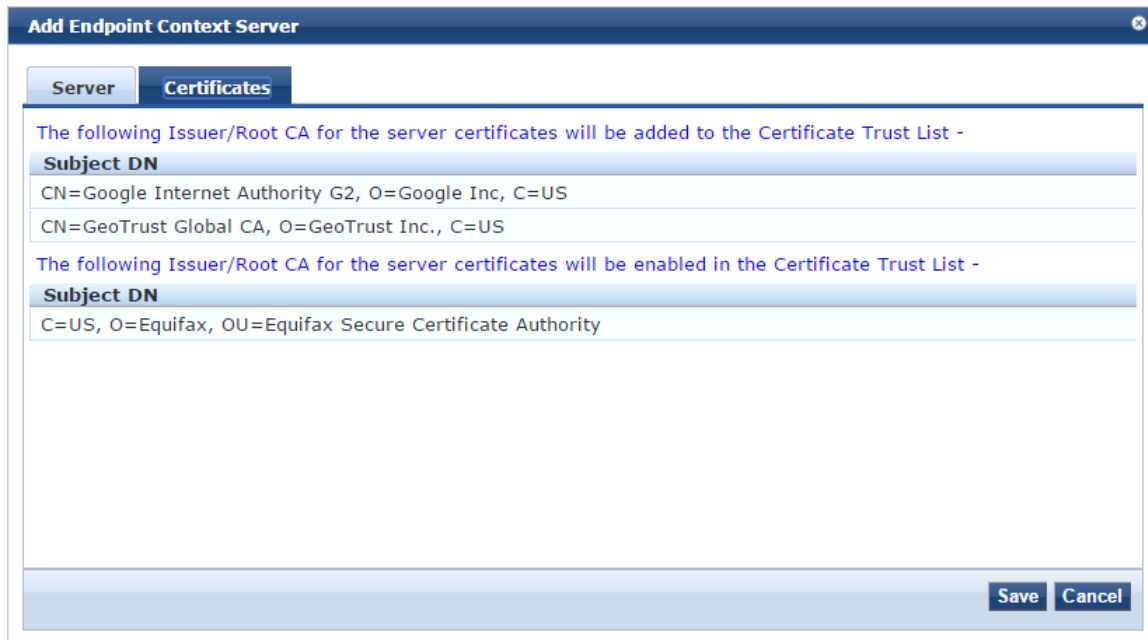 Add Endpoint Context Server
Server
Certificates
The following Issuer/Root CA for the server certificates will be added to the Certificate Trust List -
Subject DN
CN=Google Internet Authority G2, O=Google Inc, C=US
CN=GeoTrust Global CA, O=GeoTrust Inc., C=US
The following Issuer/Root CA for the server certificates will be enabled in the Certificate Trust List -
Subject DN
C=US, O=Equifax, OU=Equifax Secure Certificate Authority
Save Cancel